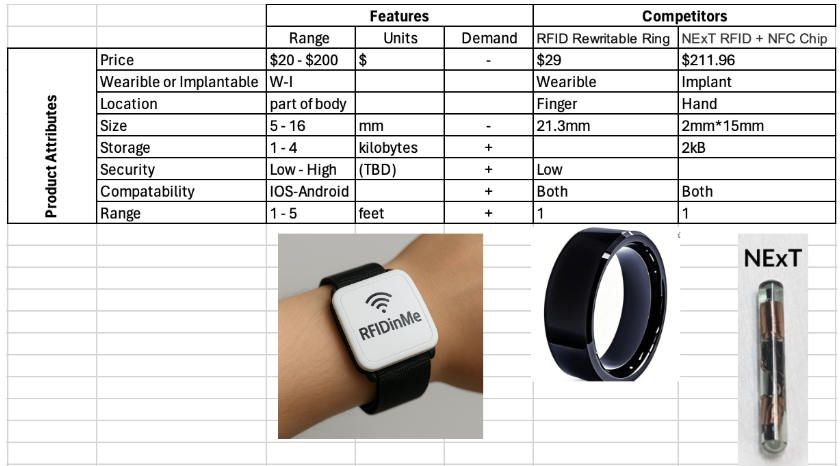 Features Competitors
Range Units Demand RFID Rewritable Ring NExT RFID + NFC Chip
Product Attributes
Price $20 - $200 $ - $29 $211.96
Wearible or Implantable W-I Wearible Implant
Location part of body Finger Hand
Size 5 - 16 mm - 21.3mm 2mm*15mm
Storage 1 - 4 kilobytes + 2kB
Security Low - High (TBD) + Low
Compatability IOS-Android + Both Both
Range 1 - 5 feet + 1 1
RFIDinMe
NExT